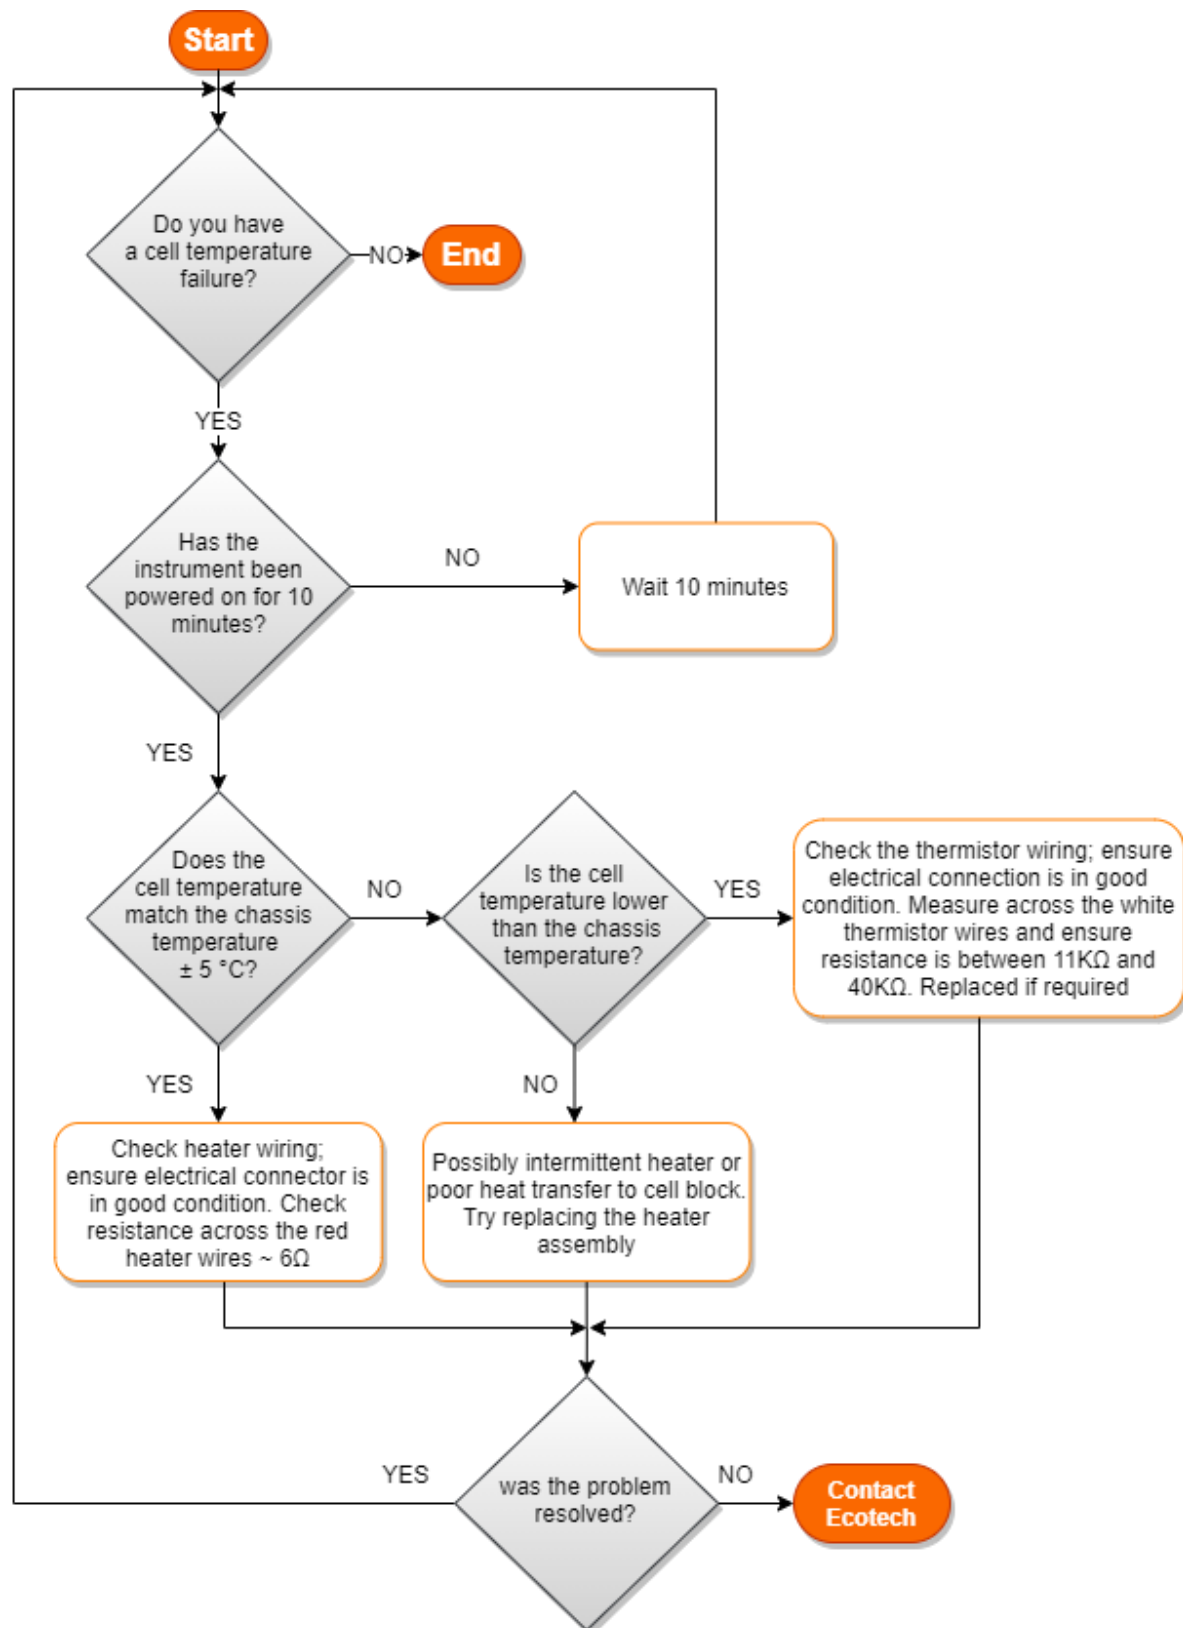 Start
Do you have
a cell temperature
failure?
NO
End
YES
Has the
instrument been
powered on for 10
minutes?
NO
Wait 10 minutes
YES
Does the
cell temperature
match the chassis
temperature
± 5 °C?
NO
Is the cell
temperature lower
than the chassis
temperature?
YES
Check the thermistor wiring; ensure
electrical connection is in good
condition. Measure across the white
thermistor wires and ensure
resistance is between 11KΩ and
40KΩ. Replaced if required
YES
Check heater wiring;
ensure electrical connector is
in good condition. Check
resistance across the red
heater wires ~ 6Ω
NO
Possibly intermittent heater or
poor heat transfer to cell block.
Try replacing the heater
assembly
was the problem
resolved?
YES
NO
Contact
Ecotech